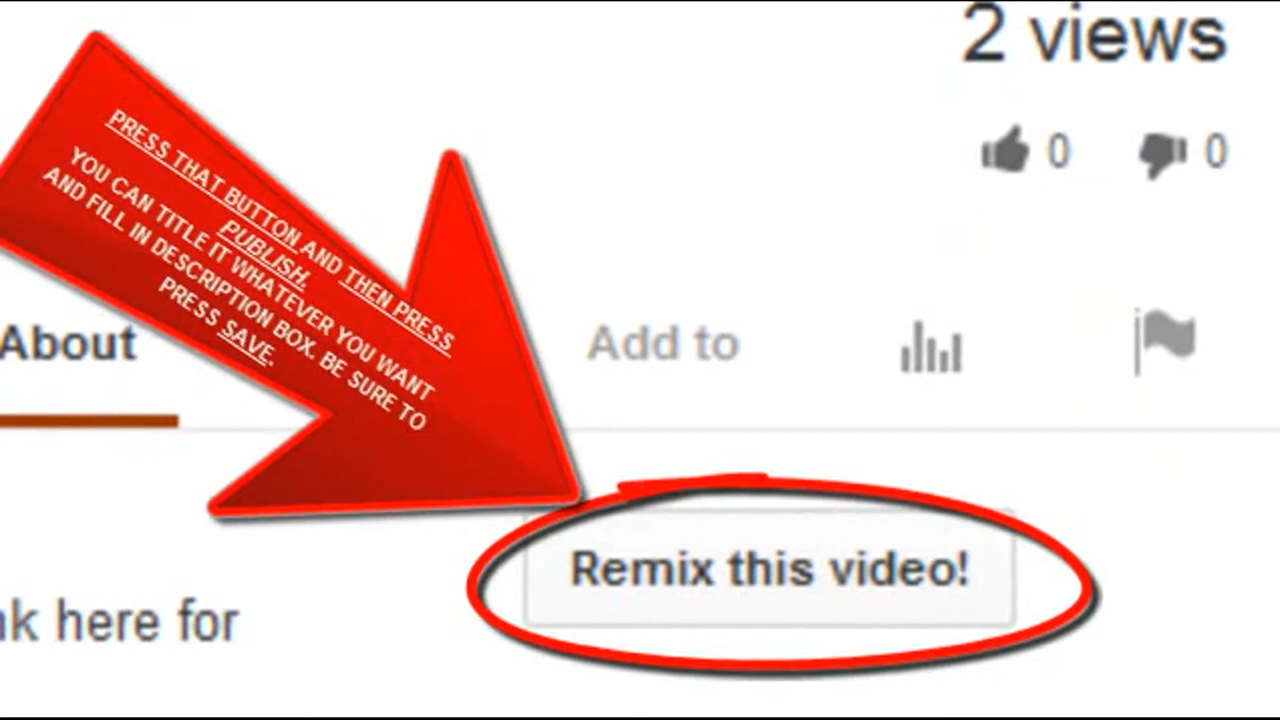 2 views
0 0
PRESS THAT BUTTON AND THEN PRESS
PUBLISH.
YOU CAN TITLE IT WHATEVER YOU WANT
AND FILL IN DESCRIPTION BOX. BE SURE TO
PRESS SAVE.
About Add to
Remix this video!
nk here for